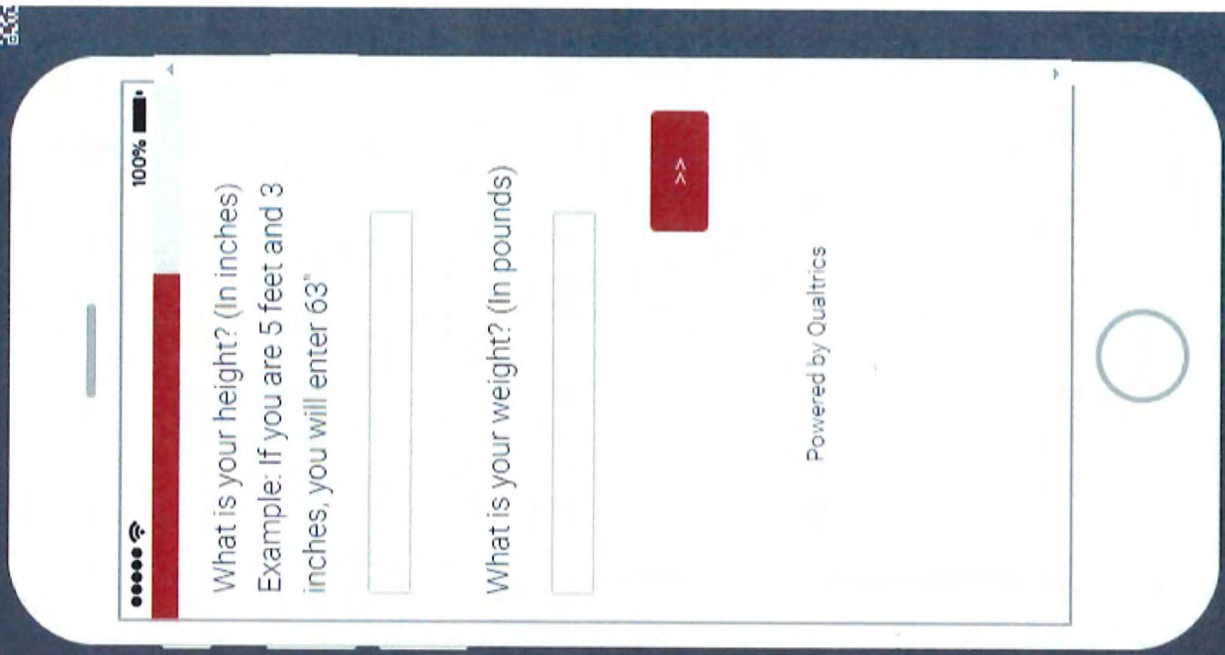 100%
What is your height? (In inches)
Example: If you are 5 feet and 3
inches, you will enter 63"
What is your weight? (In pounds)
>>
Powered by Qualtrics